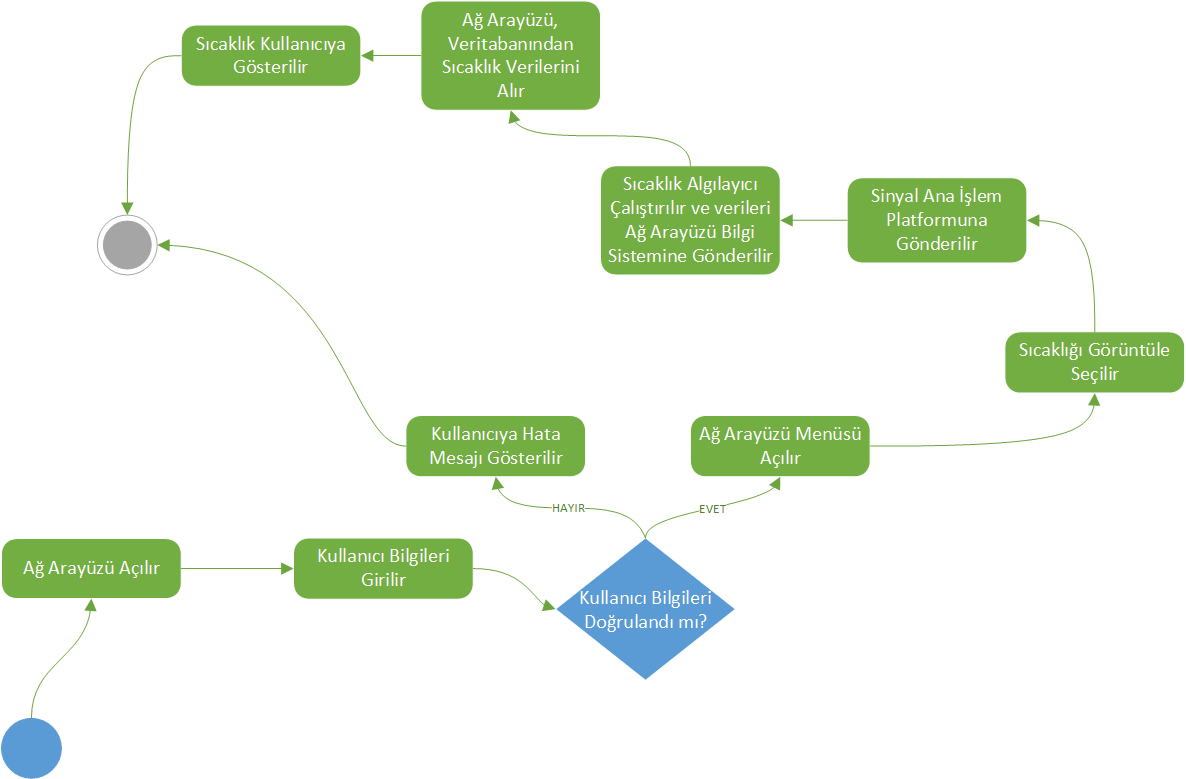 Sıcaklık Kullanıcıya
Gösterilir
Ağ Arayüzü,
Veritabanından
Sıcaklık Verilerini
Alır
Sıcaklık Algılayıcı
Çalıştırılır ve verileri
Ağ Arayüzü Bilgi
Sistemine Gönderilir
Sinyal Ana İşlem
Platformuna
Gönderilir
Sıcaklığı Görüntüle
Seçilir
Kullanıcıya Hata
Mesajı Gösterilir
Ağ Arayüzü Menüsü
Açılır
HAYIR
EVET
Ağ Arayüzü Açılır
Kullanıcı Bilgileri
Girilir
Kullanıcı Bilgileri
Doğrulandı mı?